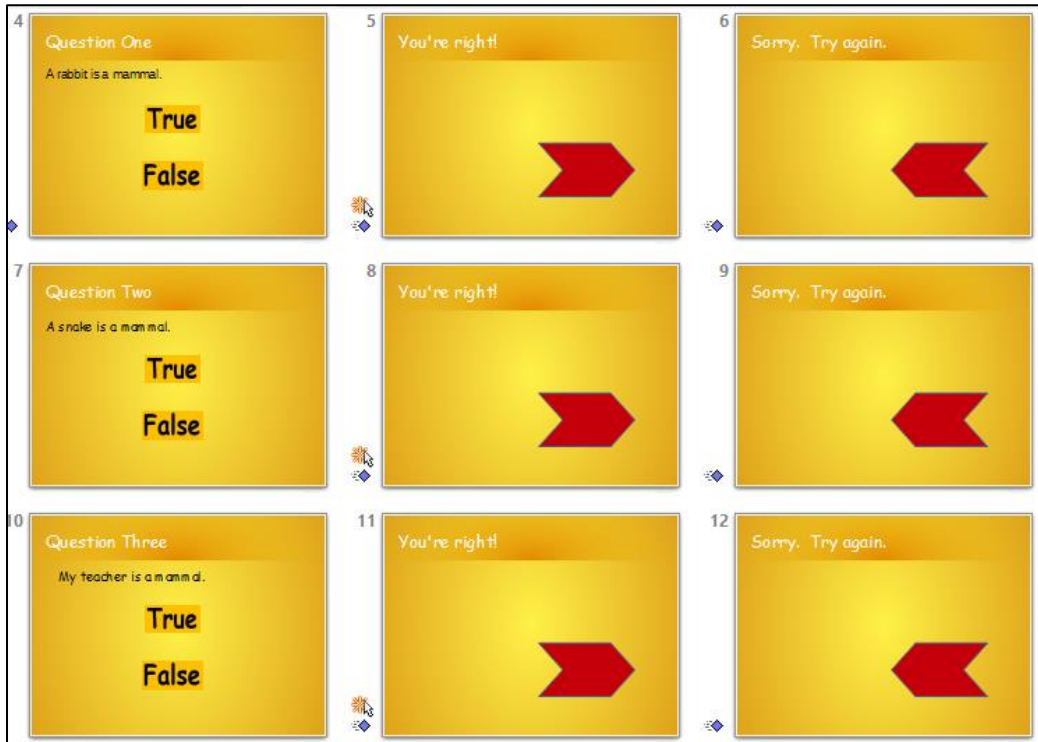 4
Question One
A rabbit is a mammal.
True
False
5
You're right!
6
Sorry. Try again.
7
Question Two
A snake is a mammal.
True
False
8
You're right!
9
Sorry. Try again.
10
Question Three
My teacher is a mammal.
True
False
11
You're right!
12
Sorry. Try again.